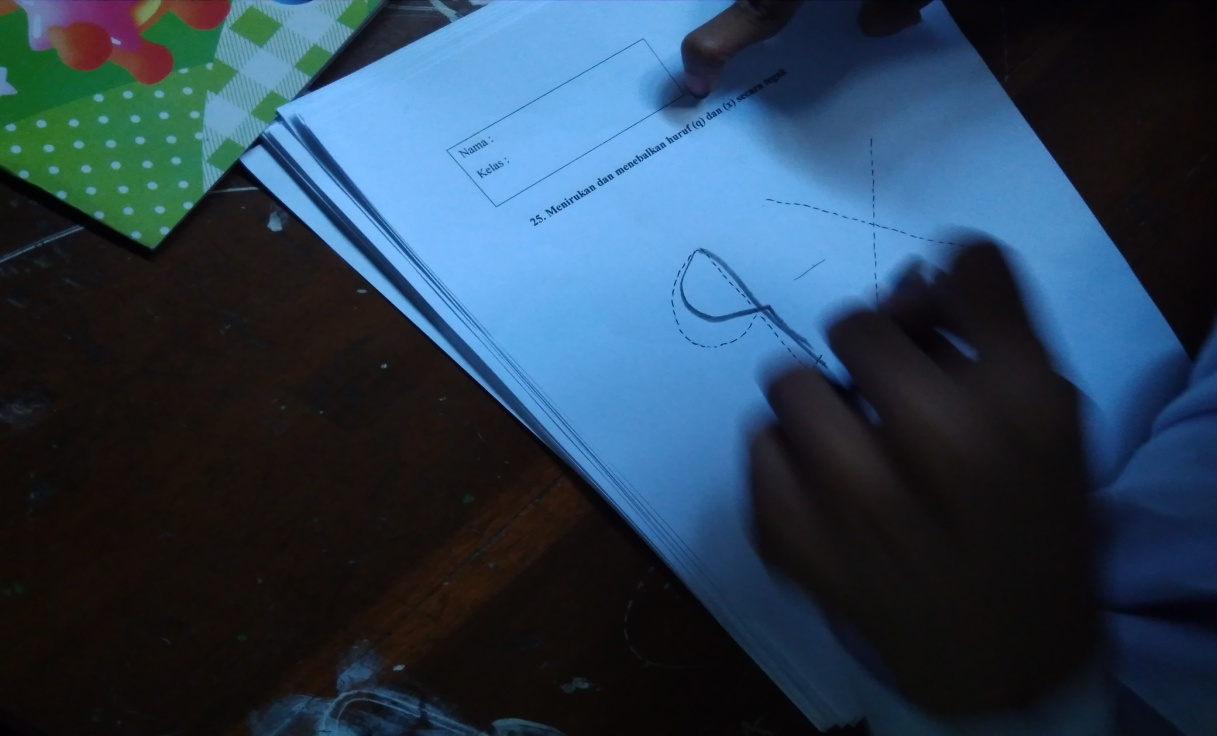 Nama :
Kelas :
25. Menirukan dan menebalkan huruf (q) dan (x) secara tegak